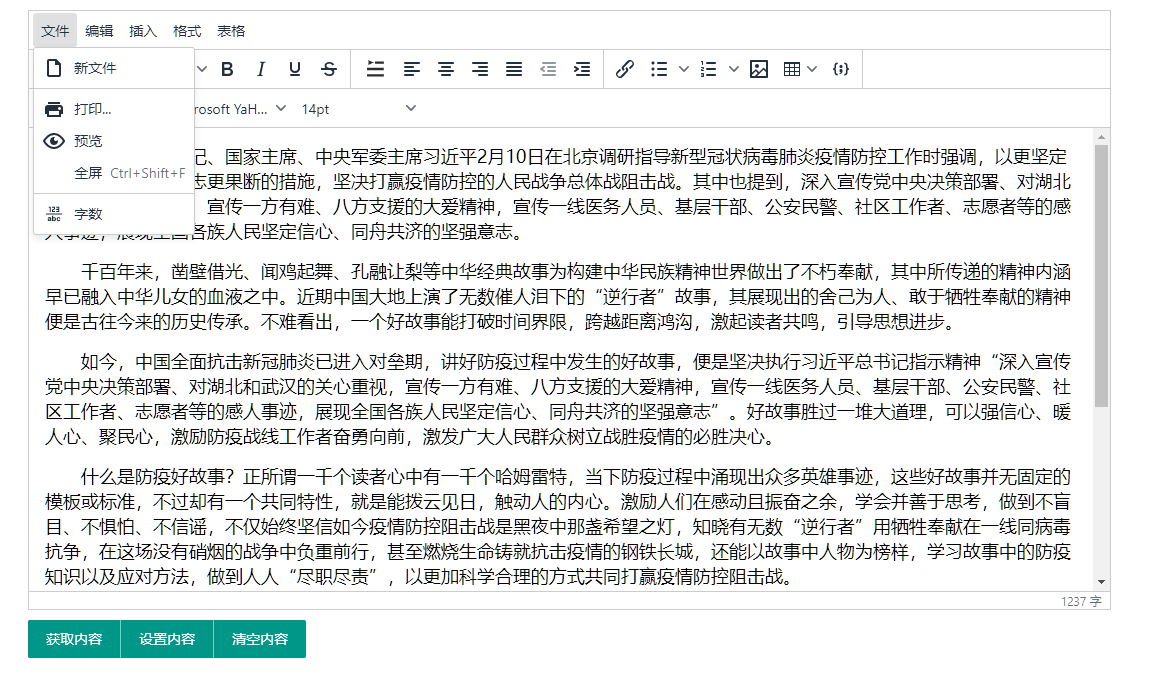 文件 编辑 插入 格式 表格
新文件
打印...
预览
全屏 Ctrl+Shift+F
字数
B I U S
rosoft YaH... 14pt
记、国家主席、中央军委主席习近平2月10日在北京调研指导新型冠状病毒肺炎疫情防控工作时强调，以更坚定
志更果断的措施，坚决打赢疫情防控的人民战争总体战阻击战。其中也提到，深入宣传党中央决策部署、对湖北
宣传一方有难、八方支援的大爱精神，宣传一线医务人员、基层干部、公安民警、社区工作者、志愿者等的感
人事迹，展现全国各族人民坚定信心、同舟共济的坚强意志。
千百年来，凿壁借光、闻鸡起舞、孔融让梨等中华经典故事为构建中华民族精神世界做出了不朽奉献，其中所传递的精神内涵
早已融入中华儿女的血液之中。近期中国大地上演了无数催人泪下的“逆行者”故事，其展现出的舍己为人、敢于牺牲奉献的精神
便是古往今来的历史传承。不难看出，一个好故事能打破时间界限，跨越距离鸿沟，激起读者共鸣，引导思想进步。
如今，中国全面抗击新冠肺炎已进入对垒期，讲好防疫过程中发生的好故事，便是坚决执行习近平总书记指示精神“深入宣传
党中央决策部署、对湖北和武汉的关心重视，宣传一方有难、八方支援的大爱精神，宣传一线医务人员、基层干部、公安民警、社
区工作者、志愿者等的感人事迹，展现全国各族人民坚定信心、同舟共济的坚强意志”。好故事胜过一堆大道理，可以强信心、暖
人心、聚民心，激励防疫战线工作者奋勇向前，激发广大人民群众树立战胜疫情的必胜决心。
什么是防疫好故事？正所谓一千个读者心中有一千个哈姆雷特，当下防疫过程中涌现出众多英雄事迹，这些好故事并无固定的
模板或标准，不过却有一个共同特性，就是能拨云见日，触动人的内心。激励人们在感动且振奋之余，学会并善于思考，做到不盲
目、不惧怕、不信谣，不仅始终坚信如今疫情防控阻击战是黑夜中那盏希望之灯，知晓有无数“逆行者”用牺牲奉献在一线同病毒
抗争，在这场没有硝烟的战争中负重前行，甚至燃烧生命铸就抗击疫情的钢铁长城，还能以故事中人物为榜样，学习故事中的防疫
知识以及应对方法，做到人人“尽职尽责”，以更加科学合理的方式共同打赢疫情防控阻击战。
1237 字
获取内容 设置内容 清空内容